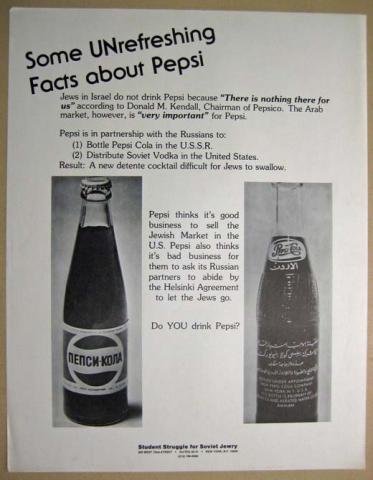 Some UNrefreshing
Facts about Pepsi
Jews in Israel do not drink Pepsi because "There is nothing there for
us" according to Donald M. Kendall, Chairman of Pepsico. The Arab
market, however, is "very important" for Pepsi.
Pepsi is in partnership with the Russians to:
(1) Bottle Pepsi Cola in the U.S.S.R.
(2) Distribute Soviet Vodka in the United States.
Result: A new detente cocktail difficult for Jews to swallow.
Pepsi thinks it's good
business to sell the
Jewish Market in the
U.S. Pepsi also thinks
it's bad business for
them to ask its Russian
partners to abide by
the Helsinki Agreement
to let the Jews go.
Do YOU drink Pepsi?
ПЕПСИ-КОЛА
Pepsi
الاردن
Student Struggle for Soviet Jewry